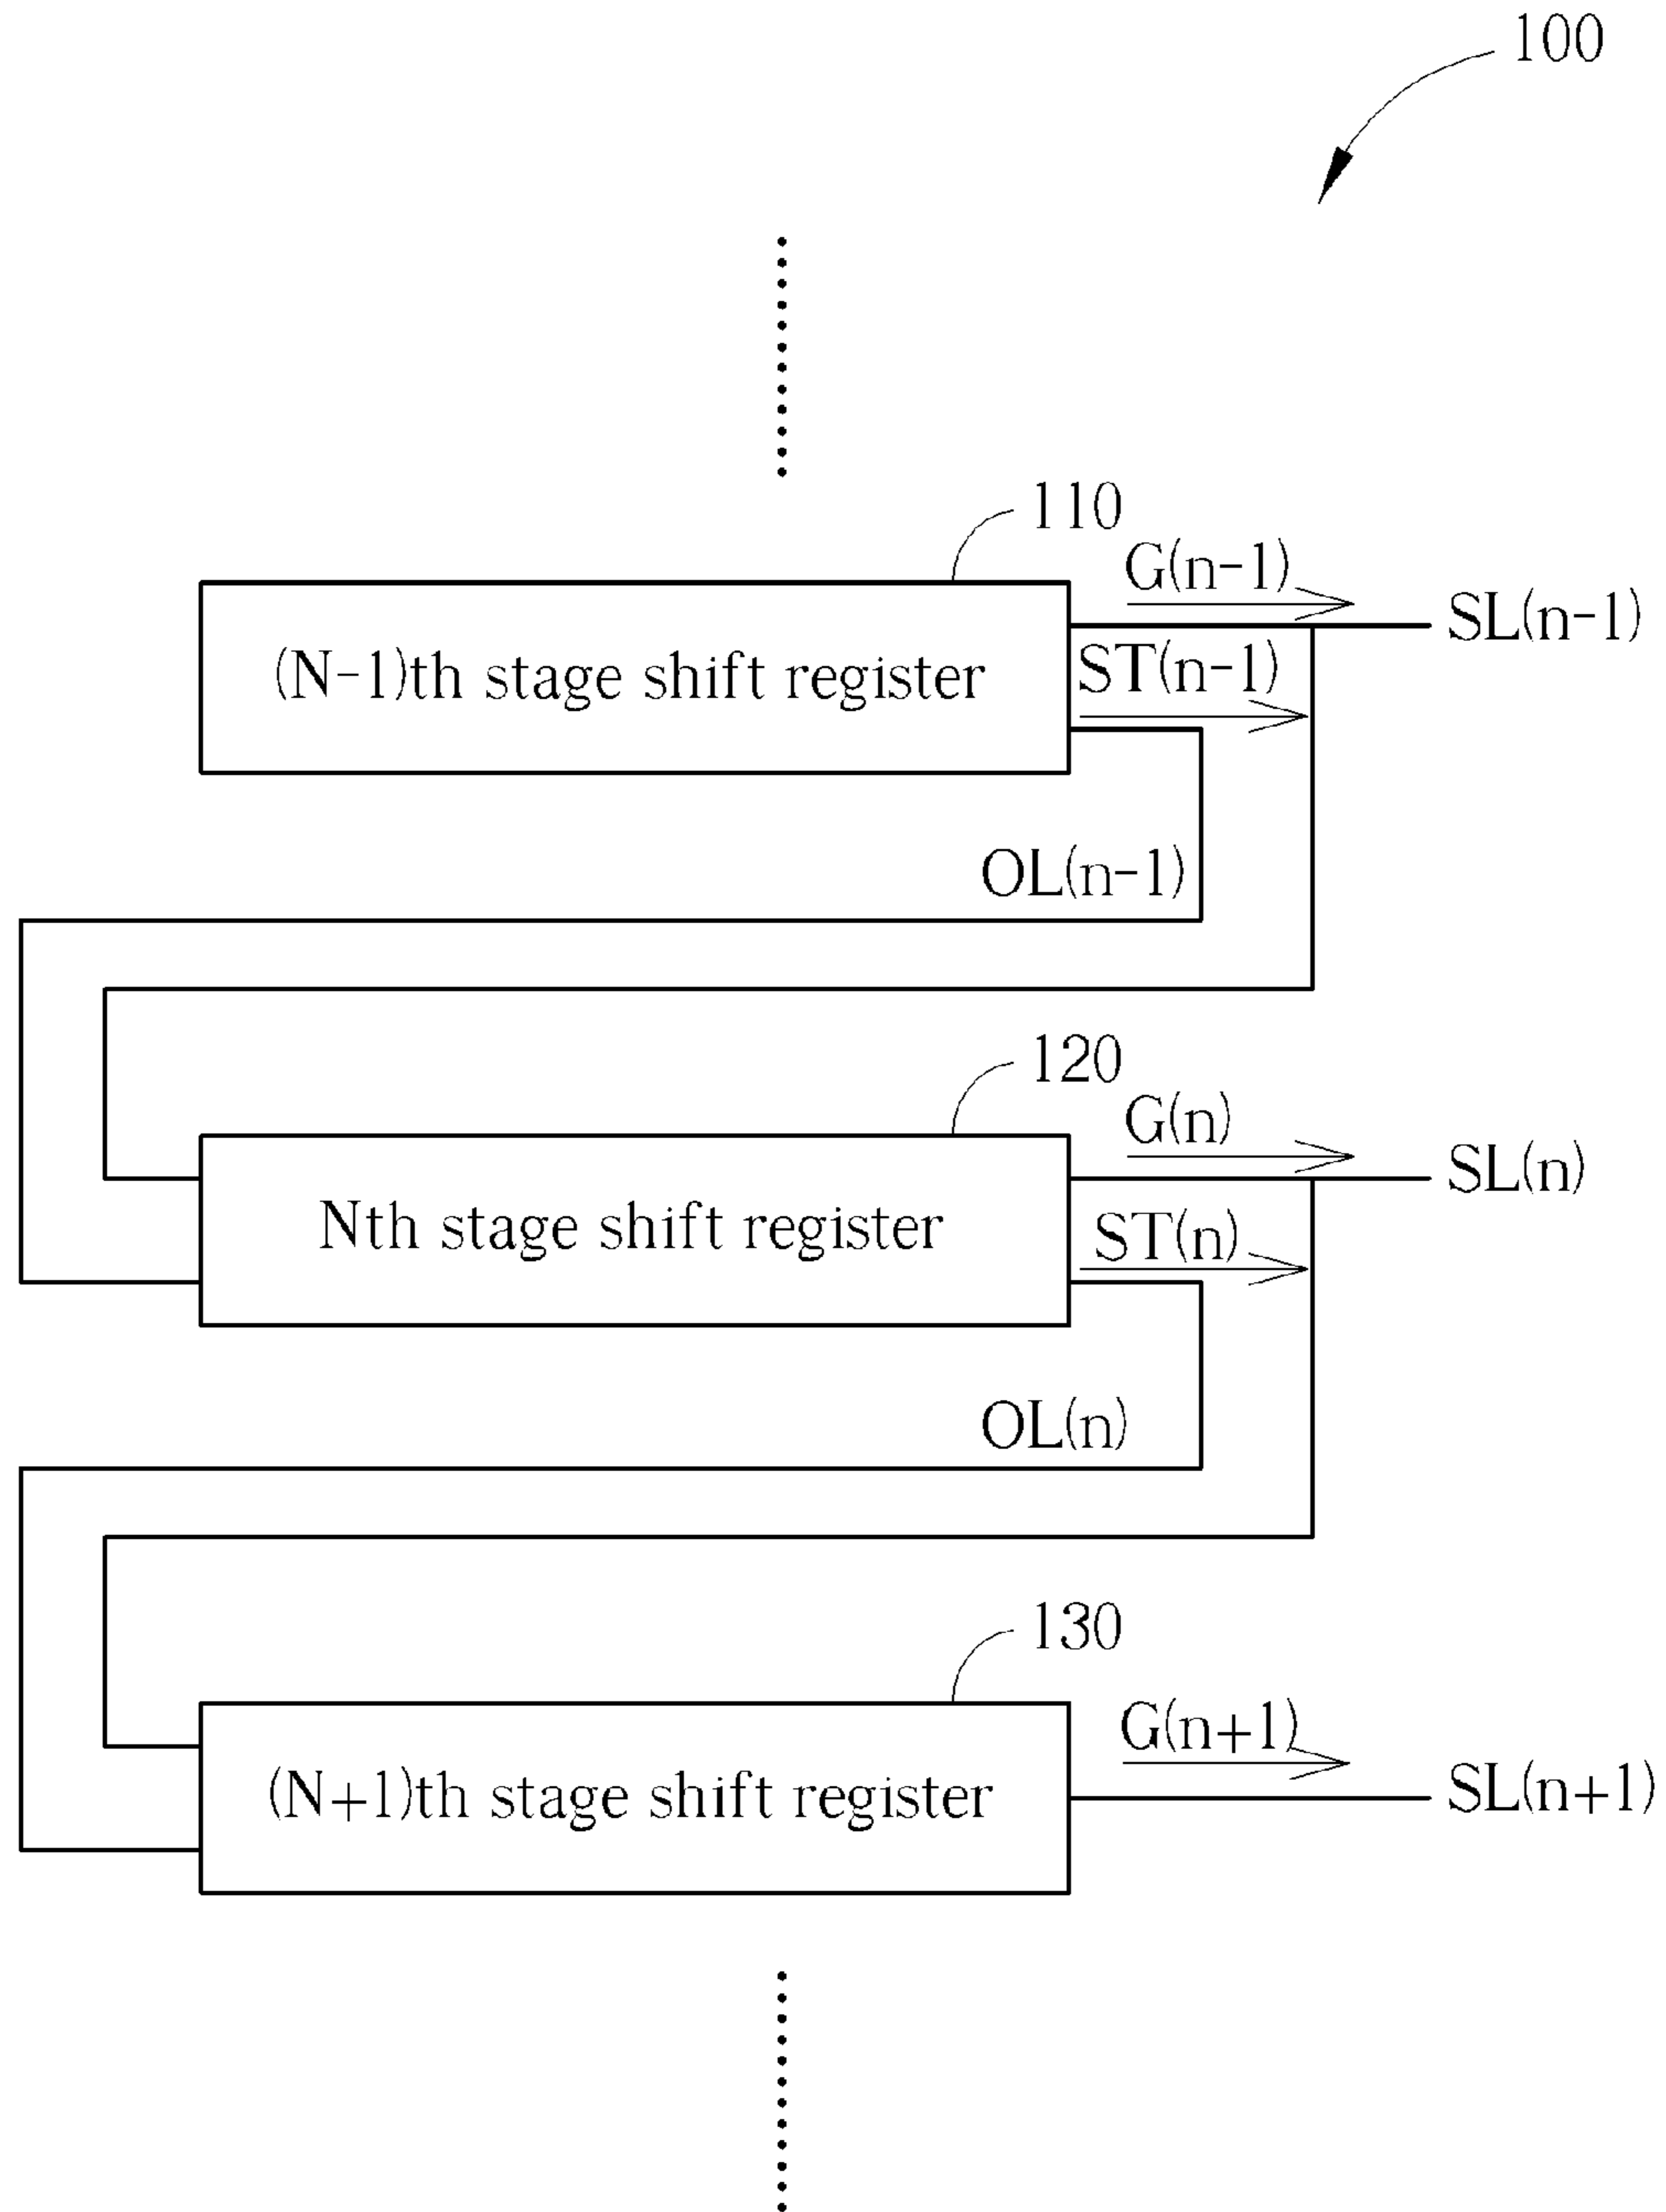 100
110
G(n-1)
SL(n-1)
(N-1)th stage shift register
ST(n-1)
OL(n-1)
120
G(n)
SL(n)
Nth stage shift register
ST(n)
OL(n)
130
G(n+1)
(N+1)th stage shift register
SL(n+1)